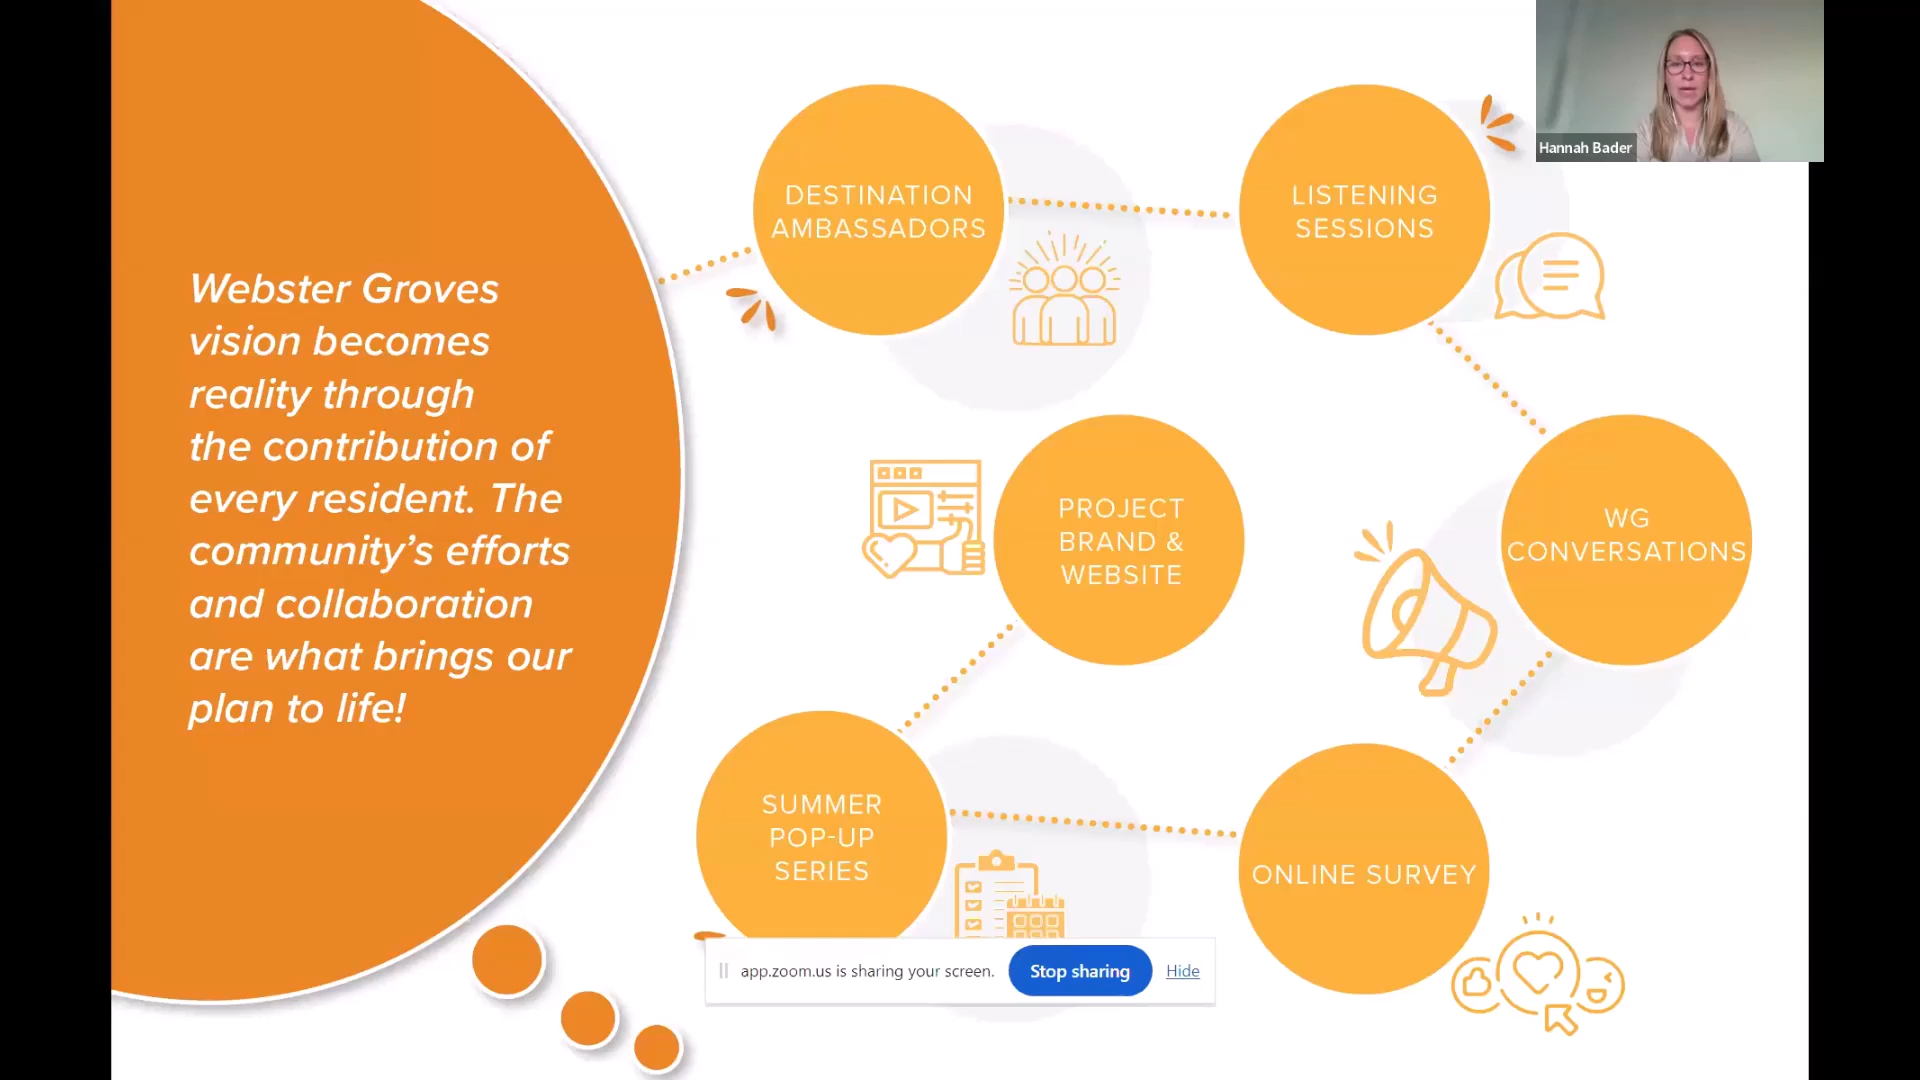 Webster Groves
vision becomes
reality through
the contribution of
every resident. The
community's efforts
and collaboration
are what brings our
plan to life!
DESTINATION
AMBASSADORS
LISTENING
SESSIONS
Hannah Bader
PROJECT
BRAND &
WEBSITE
WG
CONVERSATIONS
SUMMER
POP-UP
SERIES
ONLINE SURVEY
app.zoom.us is sharing your screen.
Stop sharing
Hide